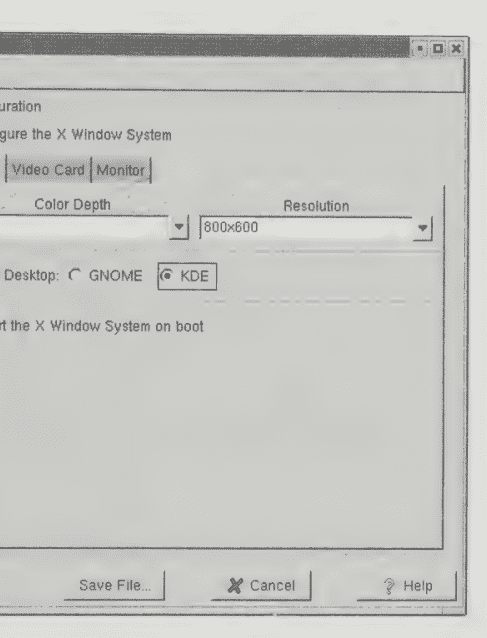 uration
gure the X Window System
Video Card Monitor
Color Depth Resolution
800x600
Desktop: GNOME KDE
rt the X Window System on boot
Save File... Cancel Help